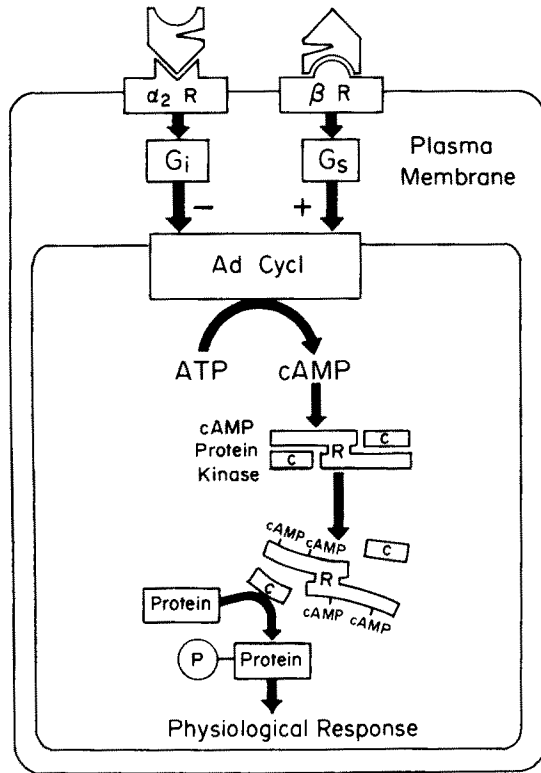 α2 R
β R
Gi
Gs
Plasma
Membrane
−
+
Ad Cycl
ATP
cAMP
cAMP
Protein
Kinase
R
C
C
cAMP
cAMP
C
R
C
cAMP
cAMP
Protein
P
Protein
Physiological Response